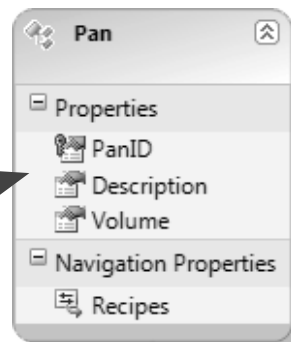 Pan
Properties
PanID
Description
Volume
Navigation Properties
Recipes